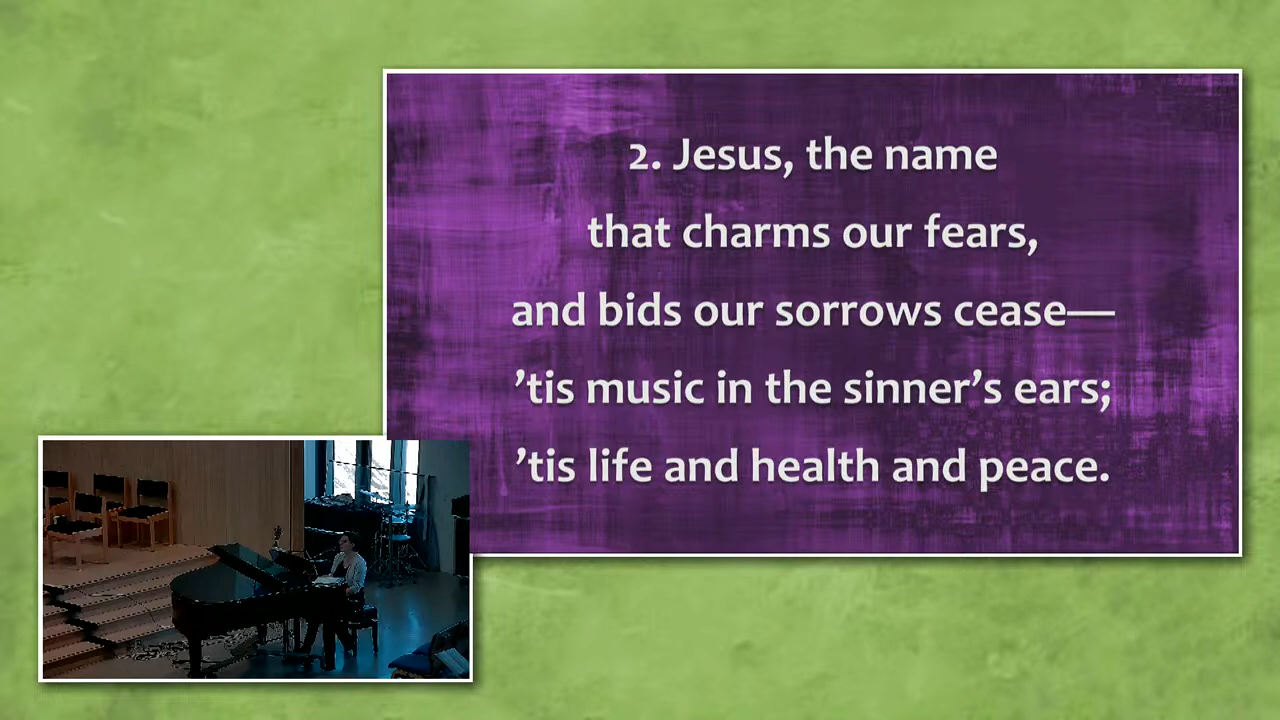 2. Jesus, the name
that charms our fears,
and bids our sorrows cease—
’tis music in the sinner’s ears;
’tis life and health and peace.